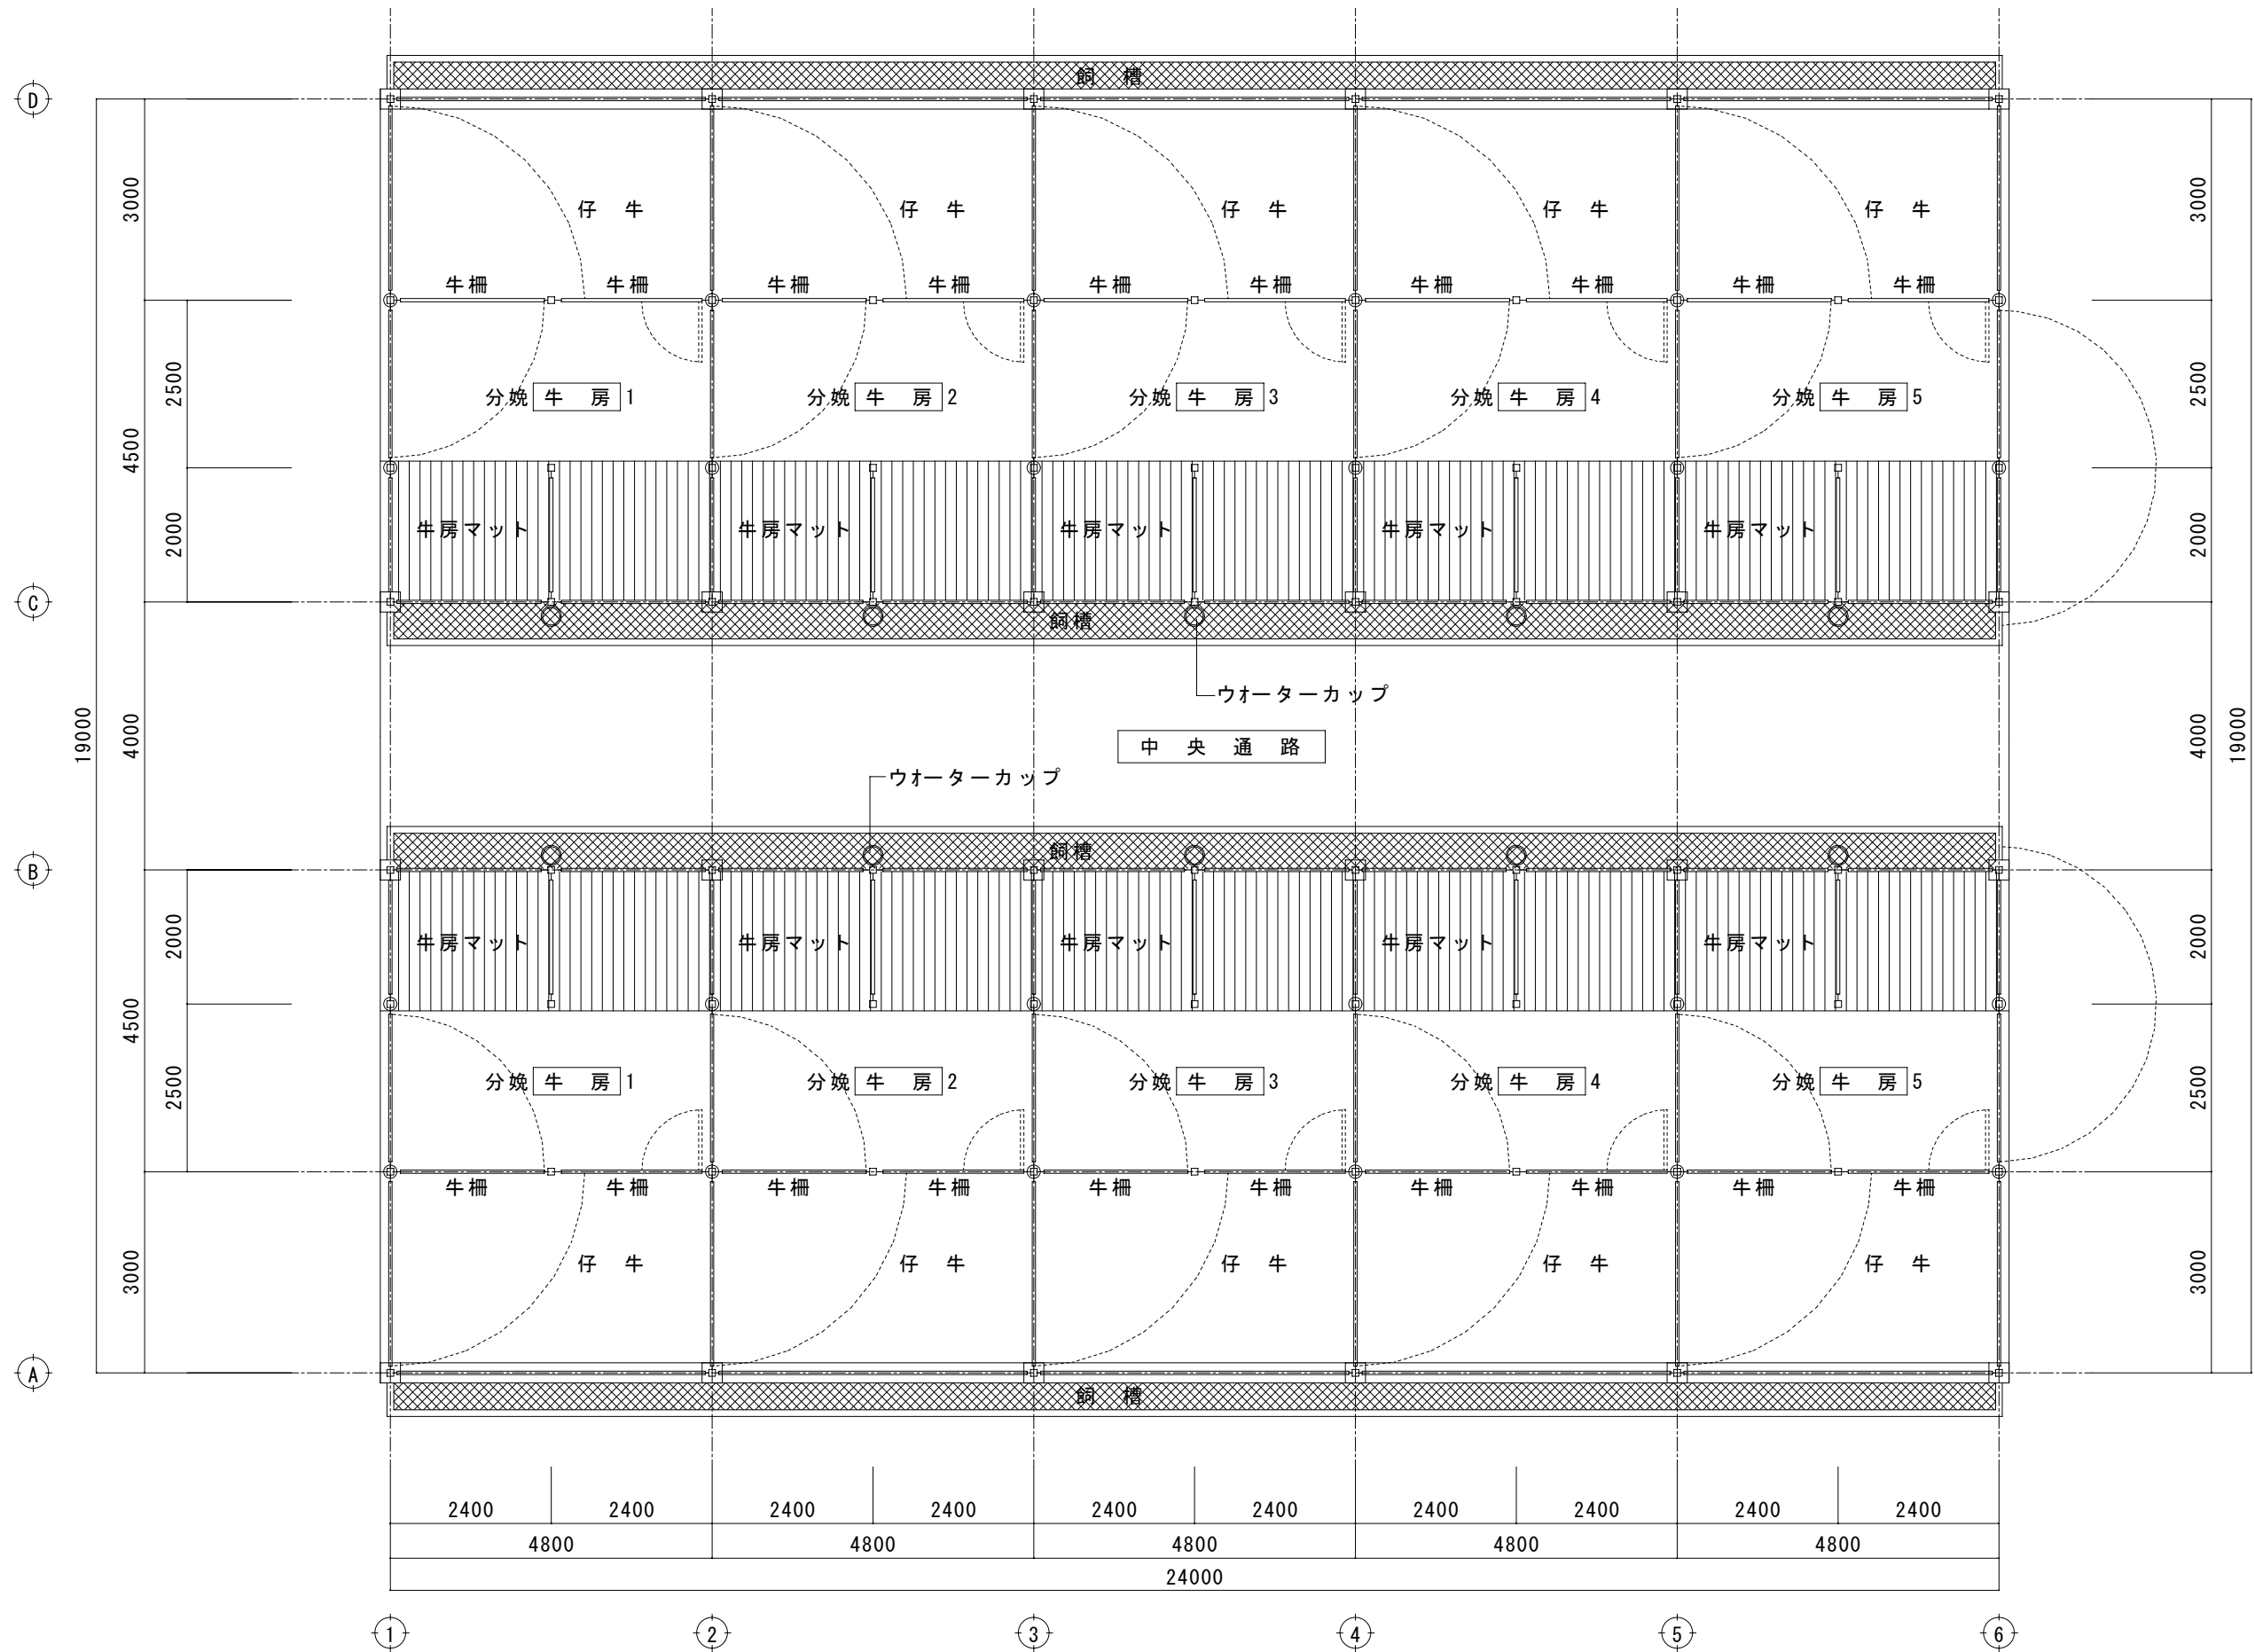 飼 槽
D
3000 仔 牛 仔 牛 仔 牛 仔 牛 仔 牛 3000
牛柵 牛柵 牛柵 牛柵 牛柵 牛柵 牛柵 牛柵 牛柵 牛柵
2500 分娩 牛 房 1 分娩 牛 房 2 分娩 牛 房 3 分娩 牛 房 4 分娩 牛 房 5 2500
4500
2000 牛房マット 牛房マット 牛房マット 牛房マット 牛房マット 2000
C
飼槽
ウォーターカップ
19000 4000 中 央 通 路 4000 19000
ウォーターカップ
飼槽
B
2000 牛房マット 牛房マット 牛房マット 牛房マット 牛房マット 2000
4500
2500 分娩 牛 房 1 分娩 牛 房 2 分娩 牛 房 3 分娩 牛 房 4 分娩 牛 房 5 2500
牛柵 牛柵 牛柵 牛柵 牛柵 牛柵 牛柵 牛柵 牛柵 牛柵
3000 仔 牛 仔 牛 仔 牛 仔 牛 仔 牛 3000
A
飼 槽
2400 2400 2400 2400 2400 2400 2400 2400 2400 2400
4800 4800 4800 4800 4800
24000
1 2 3 4 5 6